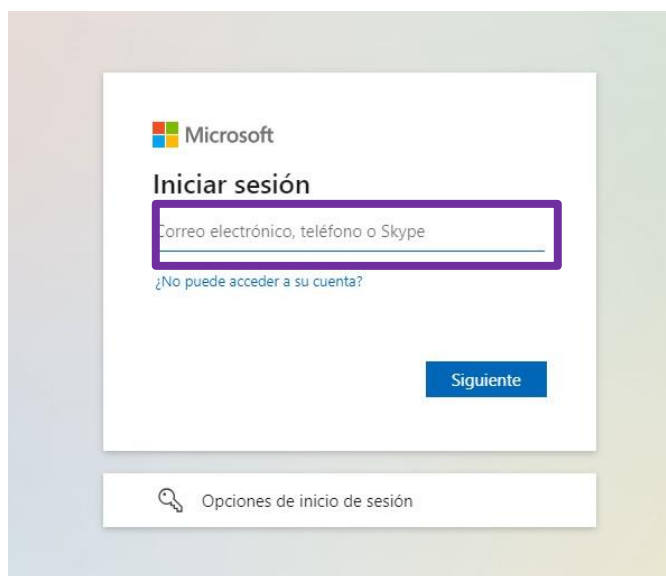 Microsoft
Iniciar sesión
Correo electrónico, teléfono o Skype
¿No puede acceder a su cuenta?
Siguiente
Opciones de inicio de sesión